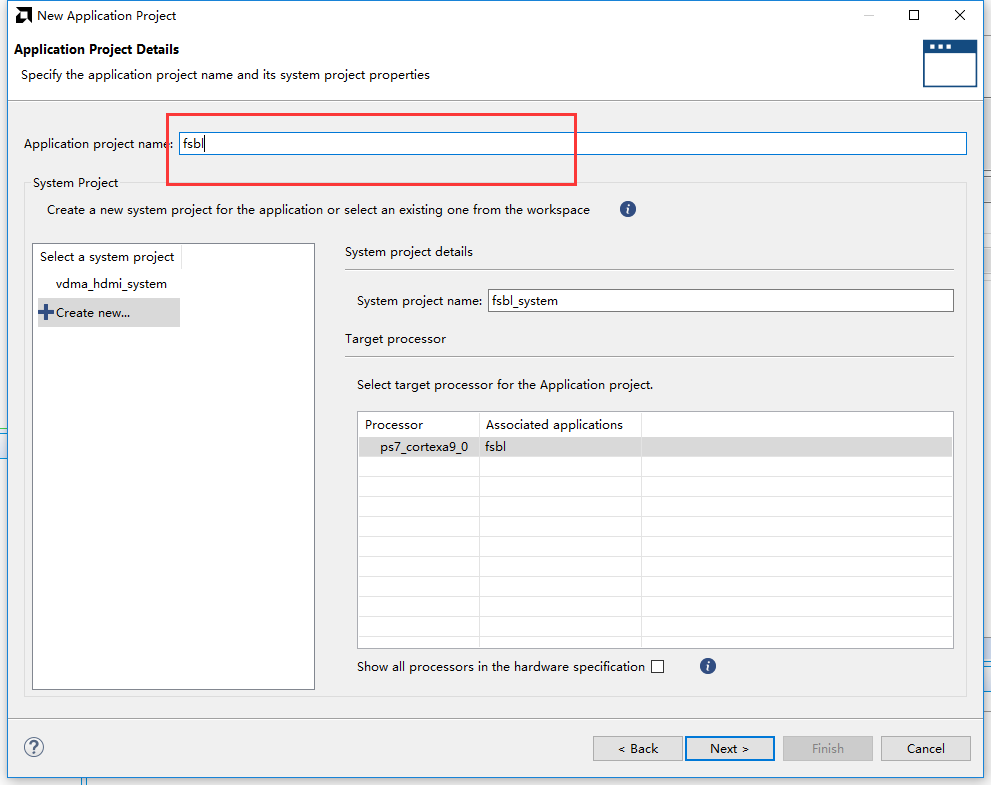 New Application Project
Application Project Details
Specify the application project name and its system project properties
Application project name: fsbl
System Project
Create a new system project for the application or select an existing one from the workspace
Select a system project
vdma_hdmi_system
Create new...
System project details
System project name: fsbl_system
Target processor
Select target processor for the Application project.
Processor Associated applications
ps7_cortexa9_0 fsbl
Show all processors in the hardware specification
< Back Next > Finish Cancel